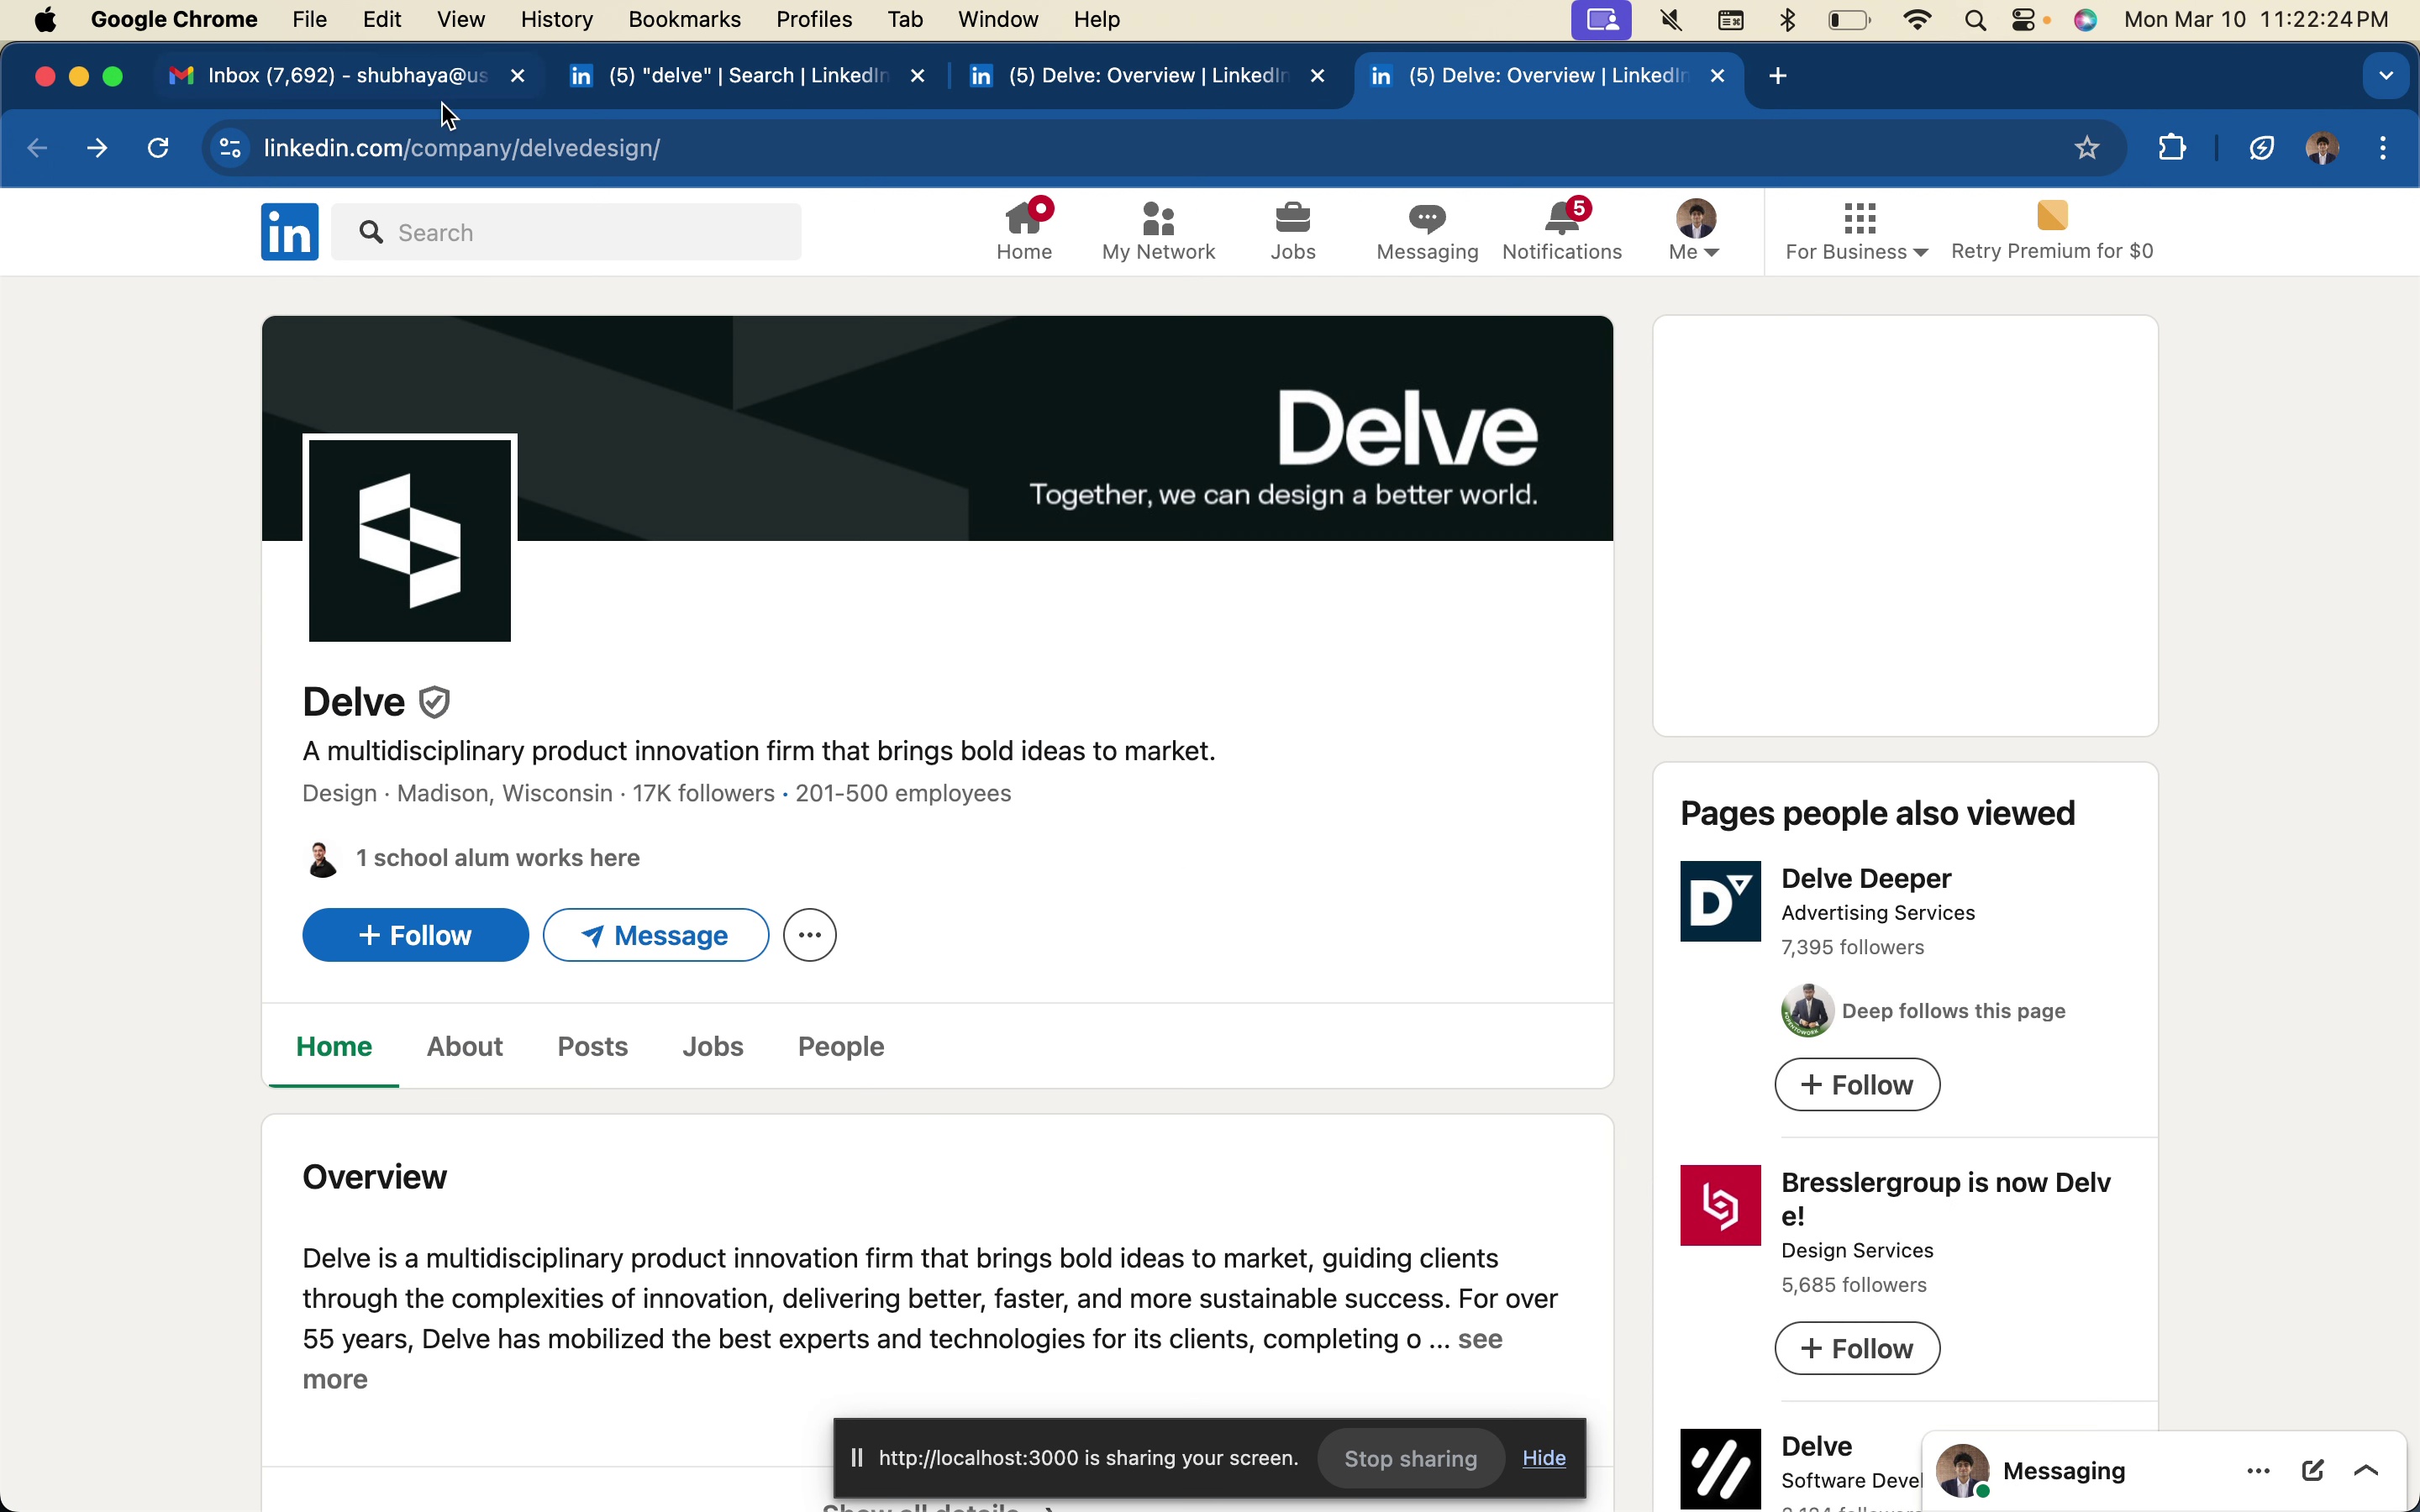 Google Chrome File Edit View History Bookmarks Profiles Tab Window Help Mon Mar 10 11:22:24 PM
Inbox (7,692) - shubhaya@us (5) "delve" | Search | LinkedIn (5) Delve: Overview | LinkedIn (5) Delve: Overview | LinkedIn
linkedin.com/company/delvedesign/
in Search
Home My Network Jobs Messaging 5 Notifications Me For Business Retry Premium for $0
Delve
Together, we can design a better world.
Delve
A multidisciplinary product innovation firm that brings bold ideas to market.
Design · Madison, Wisconsin · 17K followers · 201-500 employees
1 school alum works here
+ Follow Message
Home About Posts Jobs People
Overview
Delve is a multidisciplinary product innovation firm that brings bold ideas to market, guiding clients
through the complexities of innovation, delivering better, faster, and more sustainable success. For over
55 years, Delve has mobilized the best experts and technologies for its clients, completing o ... see
more
Show all details
Pages people also viewed
Delve Deeper
Advertising Services
7,395 followers
Deep follows this page
+ Follow
Bresslergroup is now Delv
e!
Design Services
5,685 followers
+ Follow
Delve
Software Devel
http://localhost:3000 is sharing your screen. Stop sharing Hide
Messaging